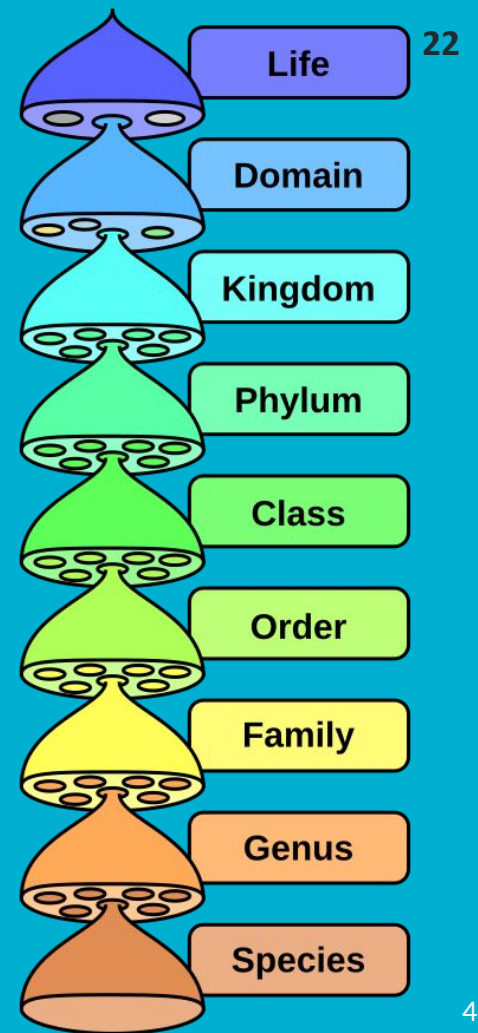 Life
22
Domain
Kingdom
Phylum
Class
Order
Family
Genus
Species
4